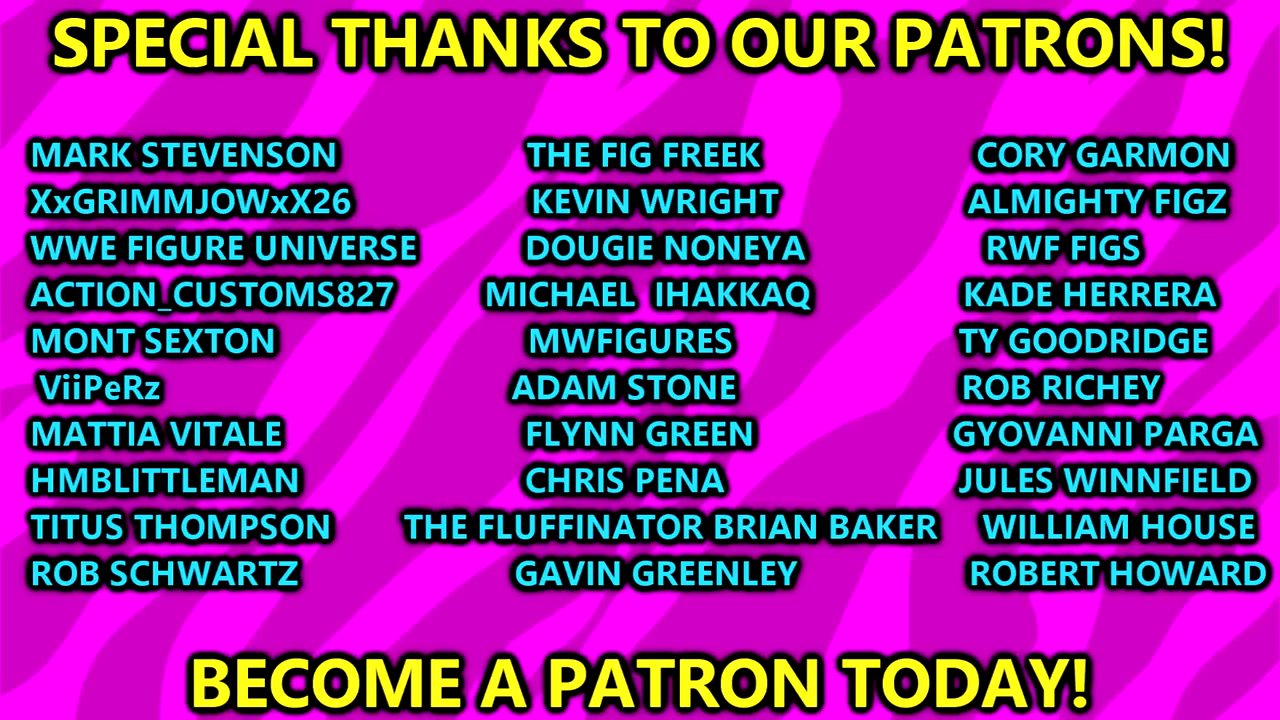 SPECIAL THANKS TO OUR PATRONS!
MARK STEVENSON THE FIG FREEK CORY GARMON
XxGRIMMJOWxX26 KEVIN WRIGHT ALMIGHTY FIGZ
WWE FIGURE UNIVERSE DOUGIE NONEYA RWF FIGS
ACTION_CUSTOMS827 MICHAEL IHAKKAQ KADE HERRERA
MONT SEXTON MWFIGURES TY GOODRIDGE
ViiPeRz ADAM STONE ROB RICHEY
MATTIA VITALE FLYNN GREEN GYOVANNI PARGA
HMBLITTLEMAN CHRIS PENA JULES WINNFIELD
TITUS THOMPSON THE FLUFFINATOR BRIAN BAKER WILLIAM HOUSE
ROB SCHWARTZ GAVIN GREENLEY ROBERT HOWARD
BECOME A PATRON TODAY!